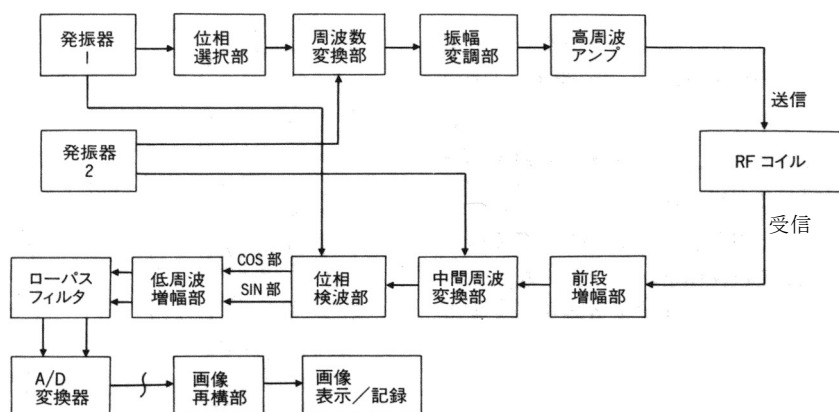 発振器
1
位相
選択部
周波数
変換部
振幅
変調部
高周波
アンプ
送信
発振器
2
RF コイル
受信
ローパス
フィルタ
低周波
増幅部
COS 部
SIN 部
位相
検波部
中間周波
変換部
前段
増幅部
A/D
変換器
画像
再構部
画像
表示/記録